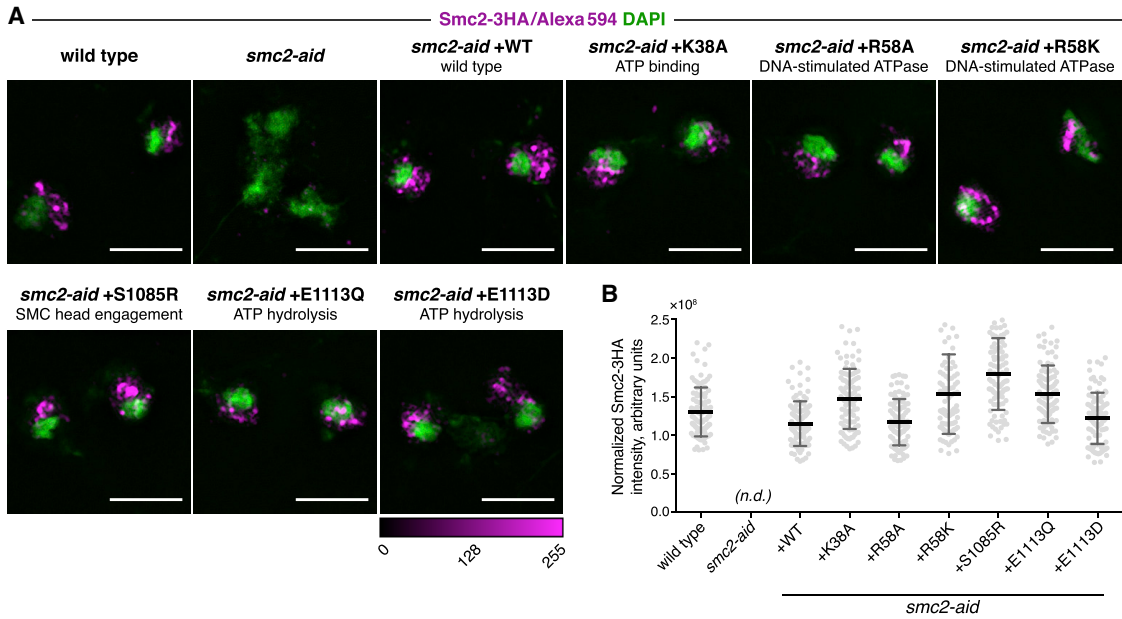 A
Smc2-3HA/Alexa 594 DAPI
wild type
smc2-aid
smc2-aid +WT
wild type
smc2-aid +K38A
ATP binding
smc2-aid +R58A
DNA-stimulated ATPase
smc2-aid +R58K
DNA-stimulated ATPase
smc2-aid +S1085R
SMC head engagement
smc2-aid +E1113Q
ATP hydrolysis
smc2-aid +E1113D
ATP hydrolysis
0
128
255
B
×10⁸
Normalized Smc2-3HA
intensity, arbitrary units
2.5
2.0
1.5
1.0
0.5
0.0
(n.d.)
wild type
smc2-aid
+WT
+K38A
+R58A
+R58K
+S1085R
+E1113Q
+E1113D
smc2-aid